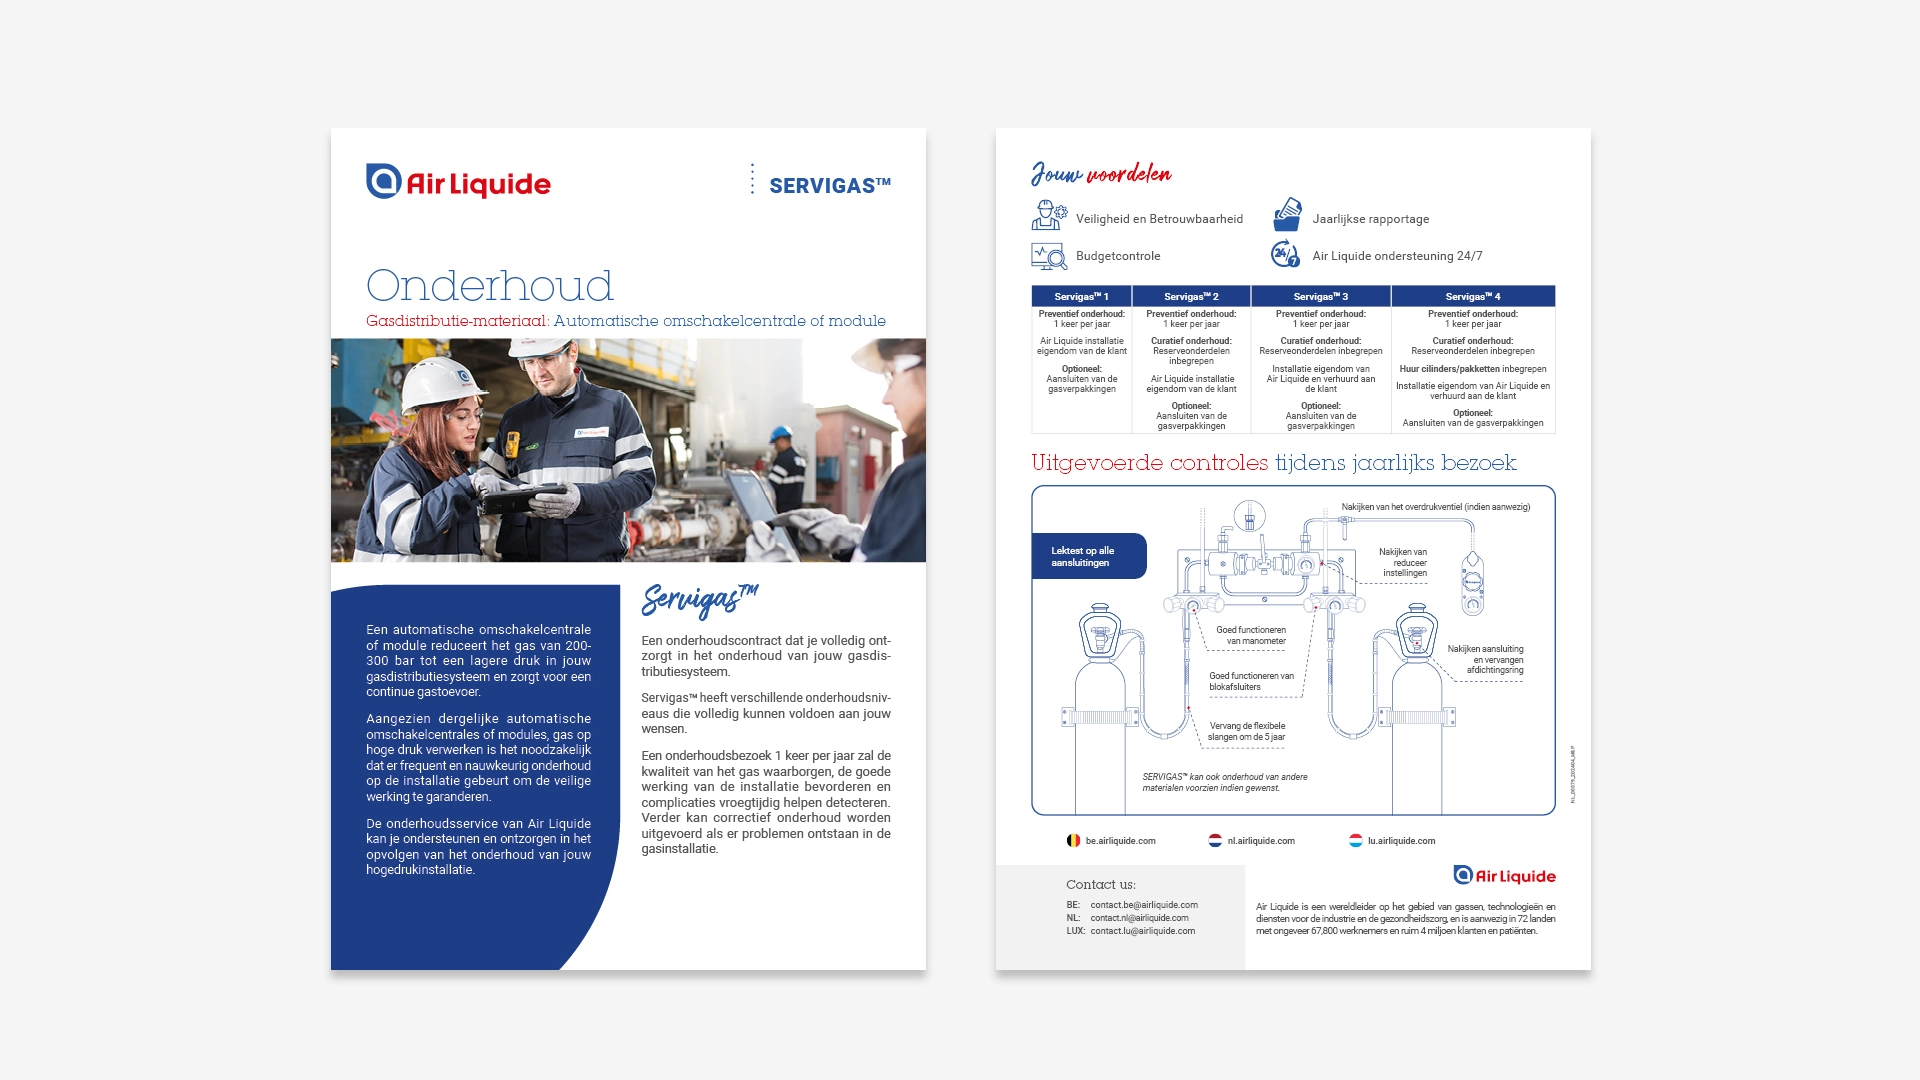 Air Liquide
SERVIGAS™
Onderhoud
Gasdistributie-materiaal: Automatische omschakelcentrale of module
Een automatische omschakelcentrale
of module reduceert het gas van 200-
300 bar tot een lagere druk in jouw
gasdistributiesysteem en zorgt voor een
continue gastoevoer.
Aangezien dergelijke automatische
omschakelcentrales of modules, gas op
hoge druk verwerken is het noodzakelijk
dat er frequent en nauwkeurig onderhoud
op de installatie gebeurt om de veilige
werking te garanderen.
De onderhoudsservice van Air Liquide
kan je ondersteunen en ontzorgen in het
opvolgen van het onderhoud van jouw
hogedrukinstallatie.
Servigas™
Een onderhoudscontract dat je volledig ont-
zorgt in het onderhoud van jouw gasdis-
tributiesysteem.
Servigas™ heeft verschillende onderhoudsniv-
eaus die volledig kunnen voldoen aan jouw
wensen.
Een onderhoudsbezoek 1 keer per jaar zal de
kwaliteit van het gas waarborgen, de goede
werking van de installatie bevorderen en
complicaties vroegtijdig helpen detecteren.
Verder kan correctief onderhoud worden
uitgevoerd als er problemen ontstaan in de
gasinstallatie.
Jouw voordelen
Veiligheid en Betrouwbaarheid
Jaarlijkse rapportage
Budgetcontrole
24/7
Air Liquide ondersteuning 24/7
Servigas™ 1
Preventief onderhoud:
1 keer per jaar
Air Liquide installatie
eigendom van de klant
Optioneel:
Aansluiten van de
gasverpakkingen
Servigas™ 2
Preventief onderhoud:
1 keer per jaar
Curatief onderhoud:
Reserveonderdelen
inbegrepen
Air Liquide installatie
eigendom van de klant
Optioneel:
Aansluiten van de
gasverpakkingen
Servigas™ 3
Preventief onderhoud:
1 keer per jaar
Curatief onderhoud:
Reserveonderdelen inbegrepen
Installatie eigendom van
Air Liquide en verhuurd aan
de klant
Optioneel:
Aansluiten van de
gasverpakkingen
Servigas™ 4
Preventief onderhoud:
1 keer per jaar
Curatief onderhoud:
Reserveonderdelen inbegrepen
Huur cilinders/pakketten inbegrepen
Installatie eigendom van Air Liquide en
verhuurd aan de klant
Optioneel:
Aansluiten van de gasverpakkingen
Uitgevoerde controles tijdens jaarlijks bezoek
Nakijken van het overdrukventiel (indien aanwezig)
Lektest op alle
aansluitingen
Nakijken van
reduceer
instellingen
Goed functioneren
van manometer
Nakijken aansluiting
en vervangen
afdichtingsring
Goed functioneren van
blokafsluiters
Vervang de flexibele
slangen om de 5 jaar
SERVIGAS™ kan ook onderhoud van andere
materialen voorzien indien gewenst.
be.airliquide.com
nl.airliquide.com
lu.airliquide.com
Contact us:
BE: contact.be@airliquide.com
NL: contact.nl@airliquide.com
LUX: contact.lu@airliquide.com
Air Liquide
Air Liquide is een wereldleider op het gebied van gassen, technologieën en
diensten voor de industrie en de gezondheidszorg, en is aanwezig in 72 landen
met ongeveer 67,800 werknemers en ruim 4 miljoen klanten en patiënten.